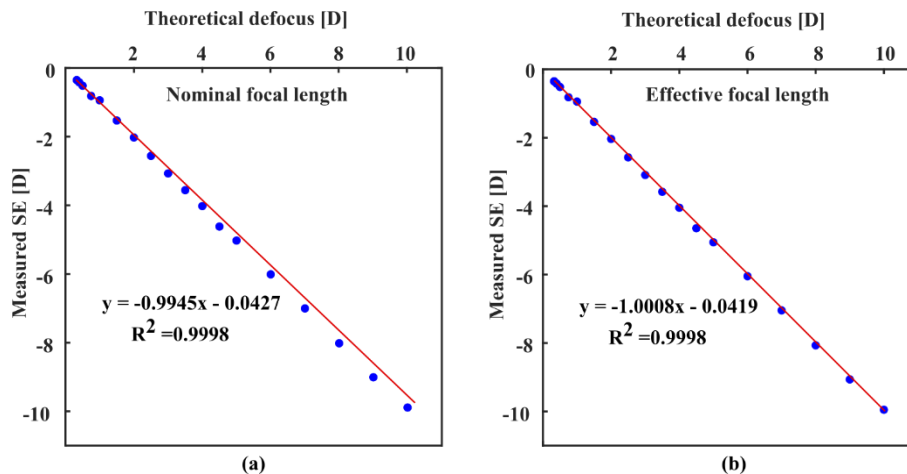 Theoretical defocus [D]
2 4 6 8 10
0
-2
-4
-6
-8
-10
Measured SE [D]
Nominal focal length
y = -0.9945x - 0.0427
R² =0.9998
(a)
Theoretical defocus [D]
2 4 6 8 10
0
-2
-4
-6
-8
-10
Measured SE [D]
Effective focal length
y = -1.0008x - 0.0419
R² =0.9998
(b)